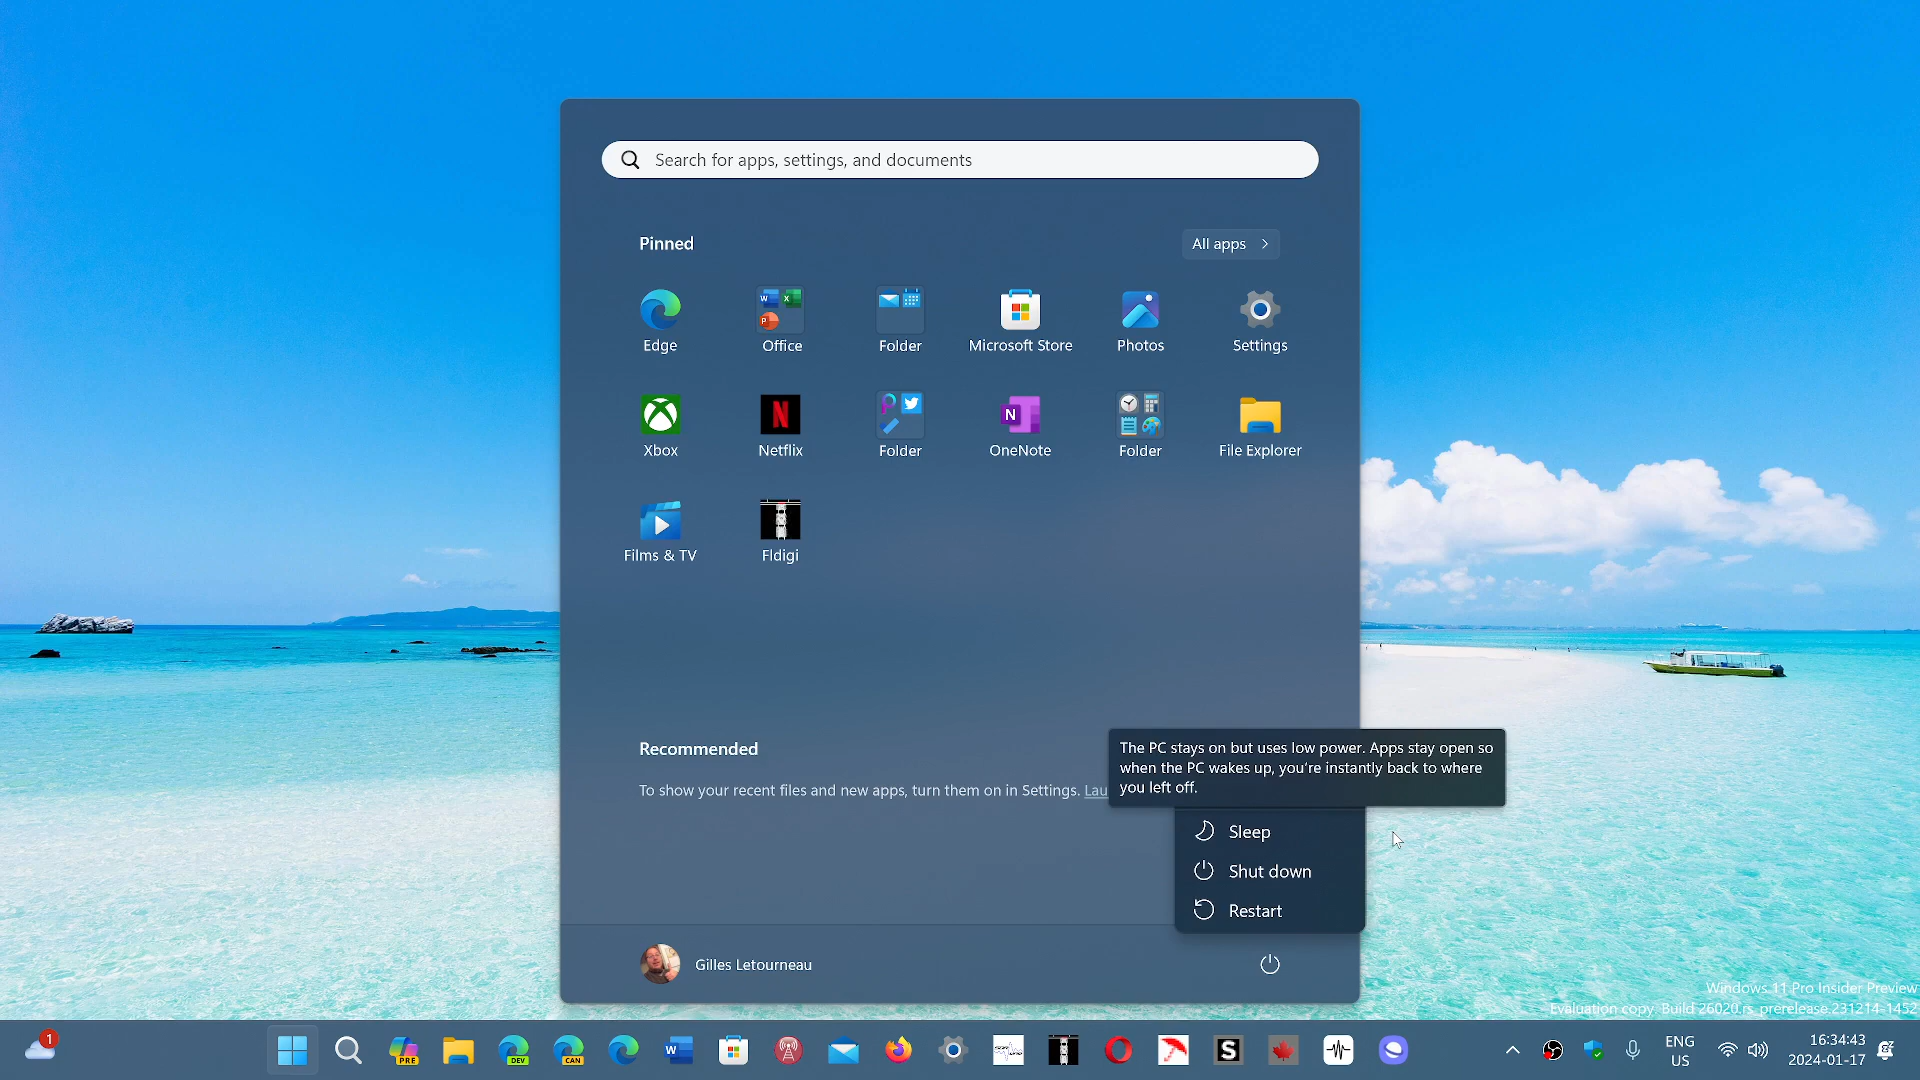 Search for apps, settings, and documents
Pinned
All apps
Edge
Office
Folder
Microsoft Store
Photos
Settings
Xbox
Netflix
Folder
OneNote
Folder
File Explorer
Films & TV
Fldigi
Recommended
To show your recent files and new apps, turn them on in Settings. Lau
The PC stays on but uses low power. Apps stay open so
when the PC wakes up, you're instantly back to where
you left off.
Sleep
Shut down
Restart
Gilles Letourneau
Windows 11 Pro Insider Preview
Evaluation copy. Build 26020.rs_prerelease.231214-1452
1
PRE
DEV
CAN
W
S
ENG
US
16:34:43
2024-01-17